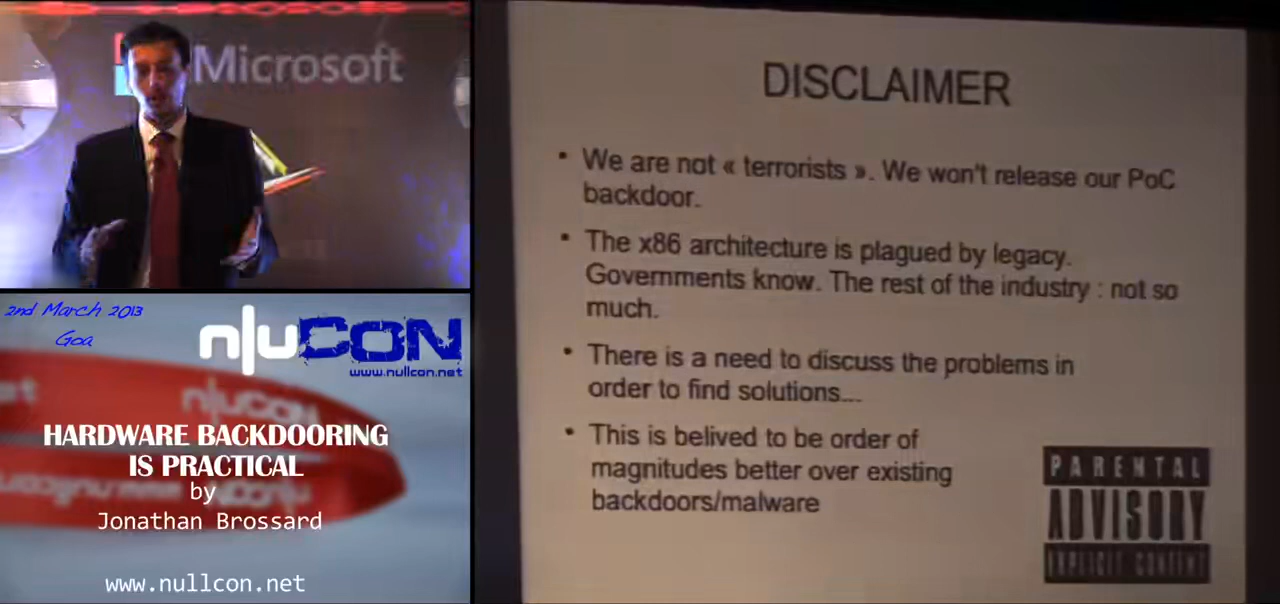 Microsoft
2nd March 2013
Goa
n|uCON
www.nullcon.net
HARDWARE BACKDOORING
IS PRACTICAL
by
Jonathan Brossard
www.nullcon.net
DISCLAIMER
• We are not « terrorists ». We won't release our PoC
backdoor.
• The x86 architecture is plagued by legacy.
Governments know. The rest of the industry : not so
much.
• There is a need to discuss the problems in
order to find solutions...
• This is belived to be order of
magnitudes better over existing
backdoors/malware
PARENTAL
ADVISORY
EXPLICIT CONTENT